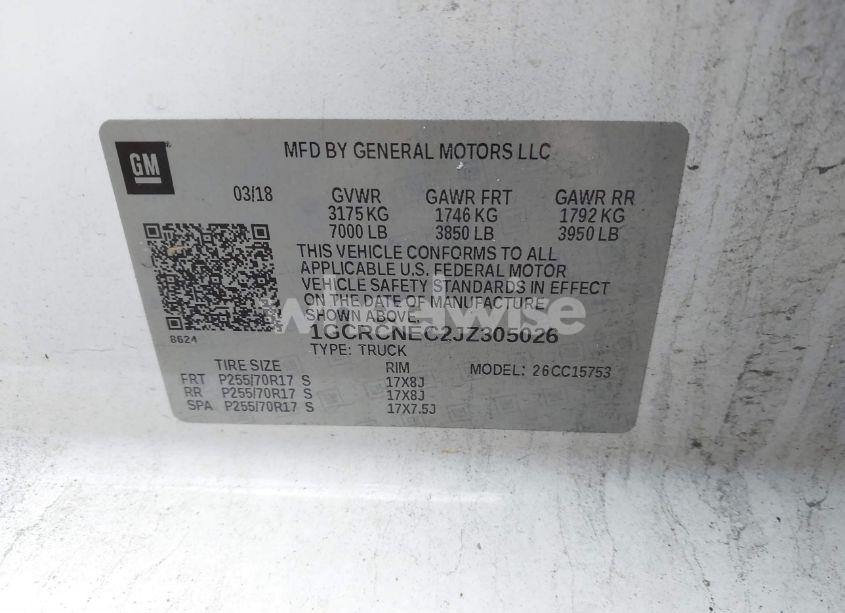 GM
MFD BY GENERAL MOTORS LLC
03/18 GVWR GAWR FRT GAWR RR
3175 KG 1746 KG 1792 KG
7000 LB 3850 LB 3950 LB
THIS VEHICLE CONFORMS TO ALL
APPLICABLE U.S. FEDERAL MOTOR
VEHICLE SAFETY STANDARDS IN EFFECT
ON THE DATE OF MANUFACTURE
SHOWN ABOVE.
8624
1GCRCNEC2JZ305026
TYPE: TRUCK
TIRE SIZE RIM MODEL: 26CC15753
FRT P255/70R17 S 17X8J
RR P255/70R17 S 17X8J
SPA P255/70R17 S 17X7.5J